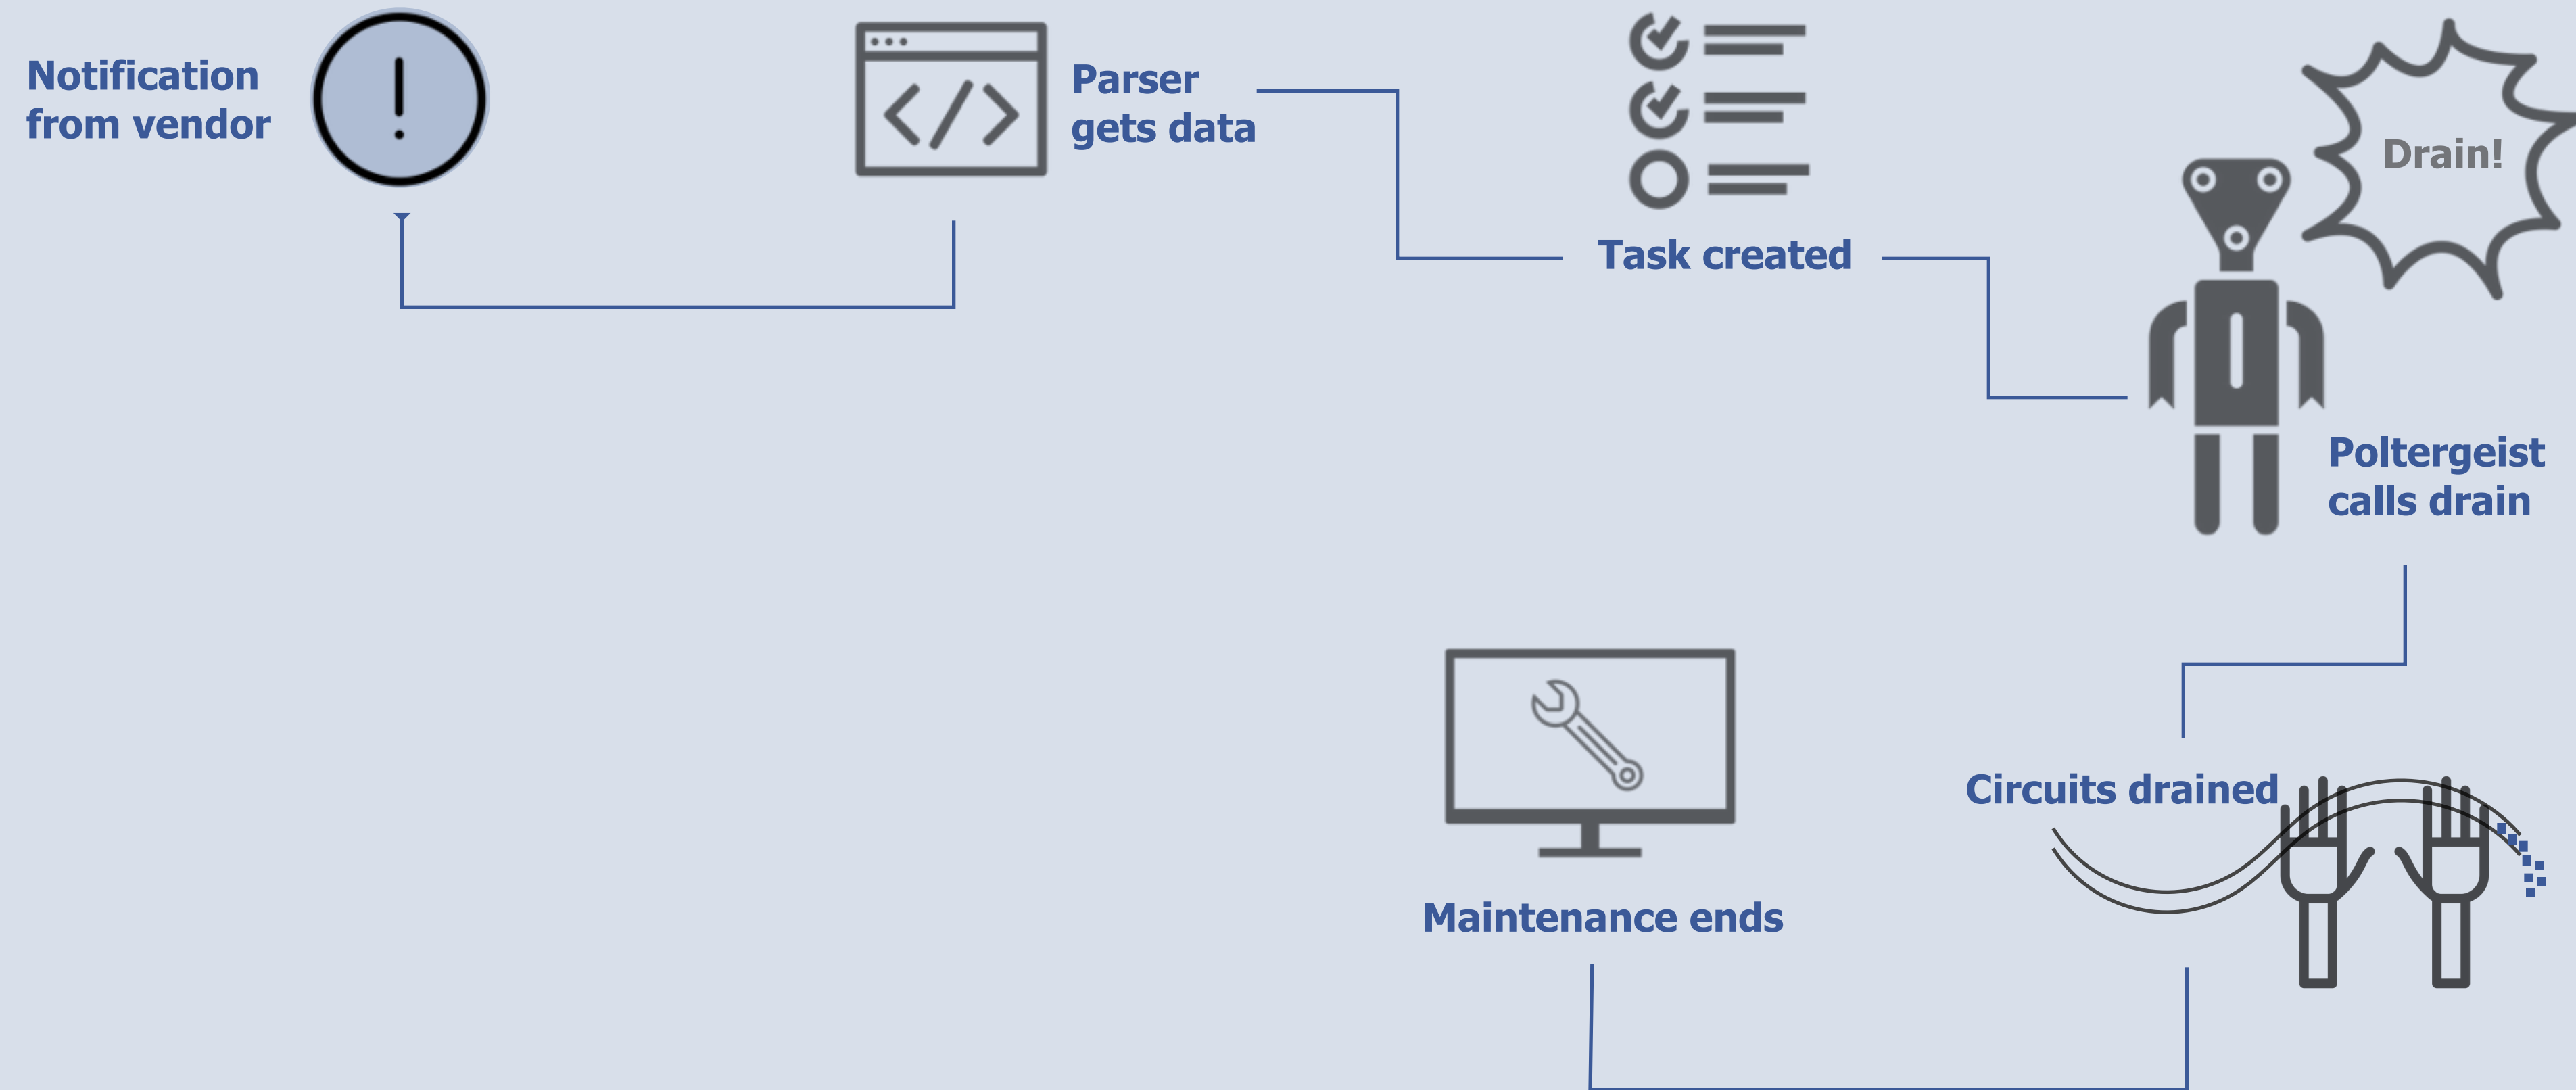 Notification
from vendor
Parser
gets data
Task created
Drain!
Poltergeist
calls drain
Circuits drained
Maintenance ends